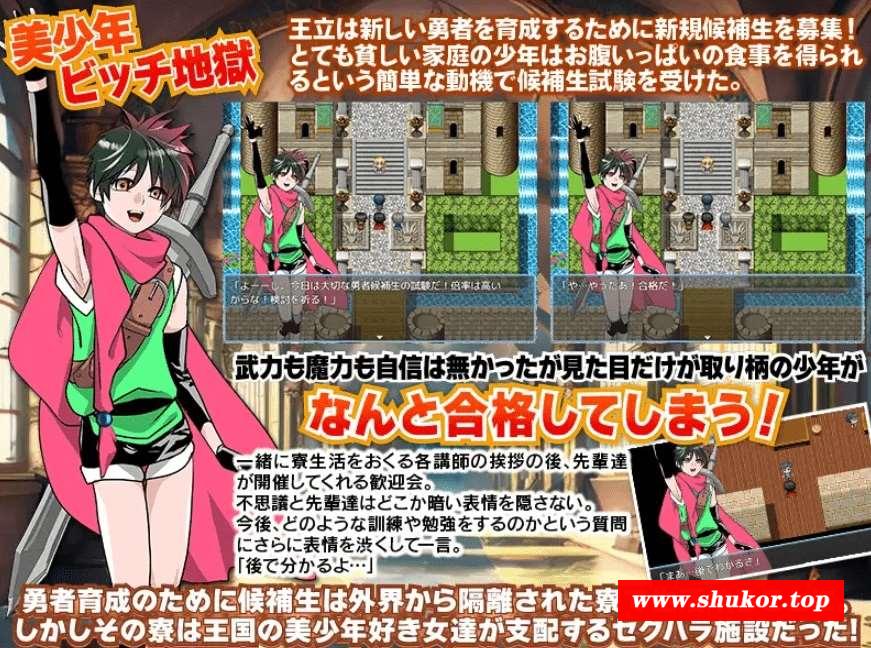 美少年
ビッチ地獄
王立は新しい勇者を育成するために新規候補生を募集!
とても貧しい家庭の少年はお腹いっぱいの食事を得られ
るという簡単な動機で候補生試験を受けた。
「よーーし、今日は大切な勇者候補生の試験だ!倍率は高い
からな!検討を祈る!」
「や…やったあ!合格だ!」
武力も魔力も自信は無かったが見た目だけが取り柄の少年が
なんと合格してしまう!
一緒に寮生活をおくる各講師の挨拶の後、先輩達
が開催してくれる歓迎会。
不思議と先輩達はどこか暗い表情を隠さない。
今後、どのような訓練や勉強をするのかという質問
にさらに表情を渋くして一言。
「後で分かるよ…」
「まあ…後でわかるさ」
勇者育成のために候補生は外界から隔離された寮
www.shukor.top
しかしその寮は王国の美少年好き女達が支配するセクハラ施設だった!